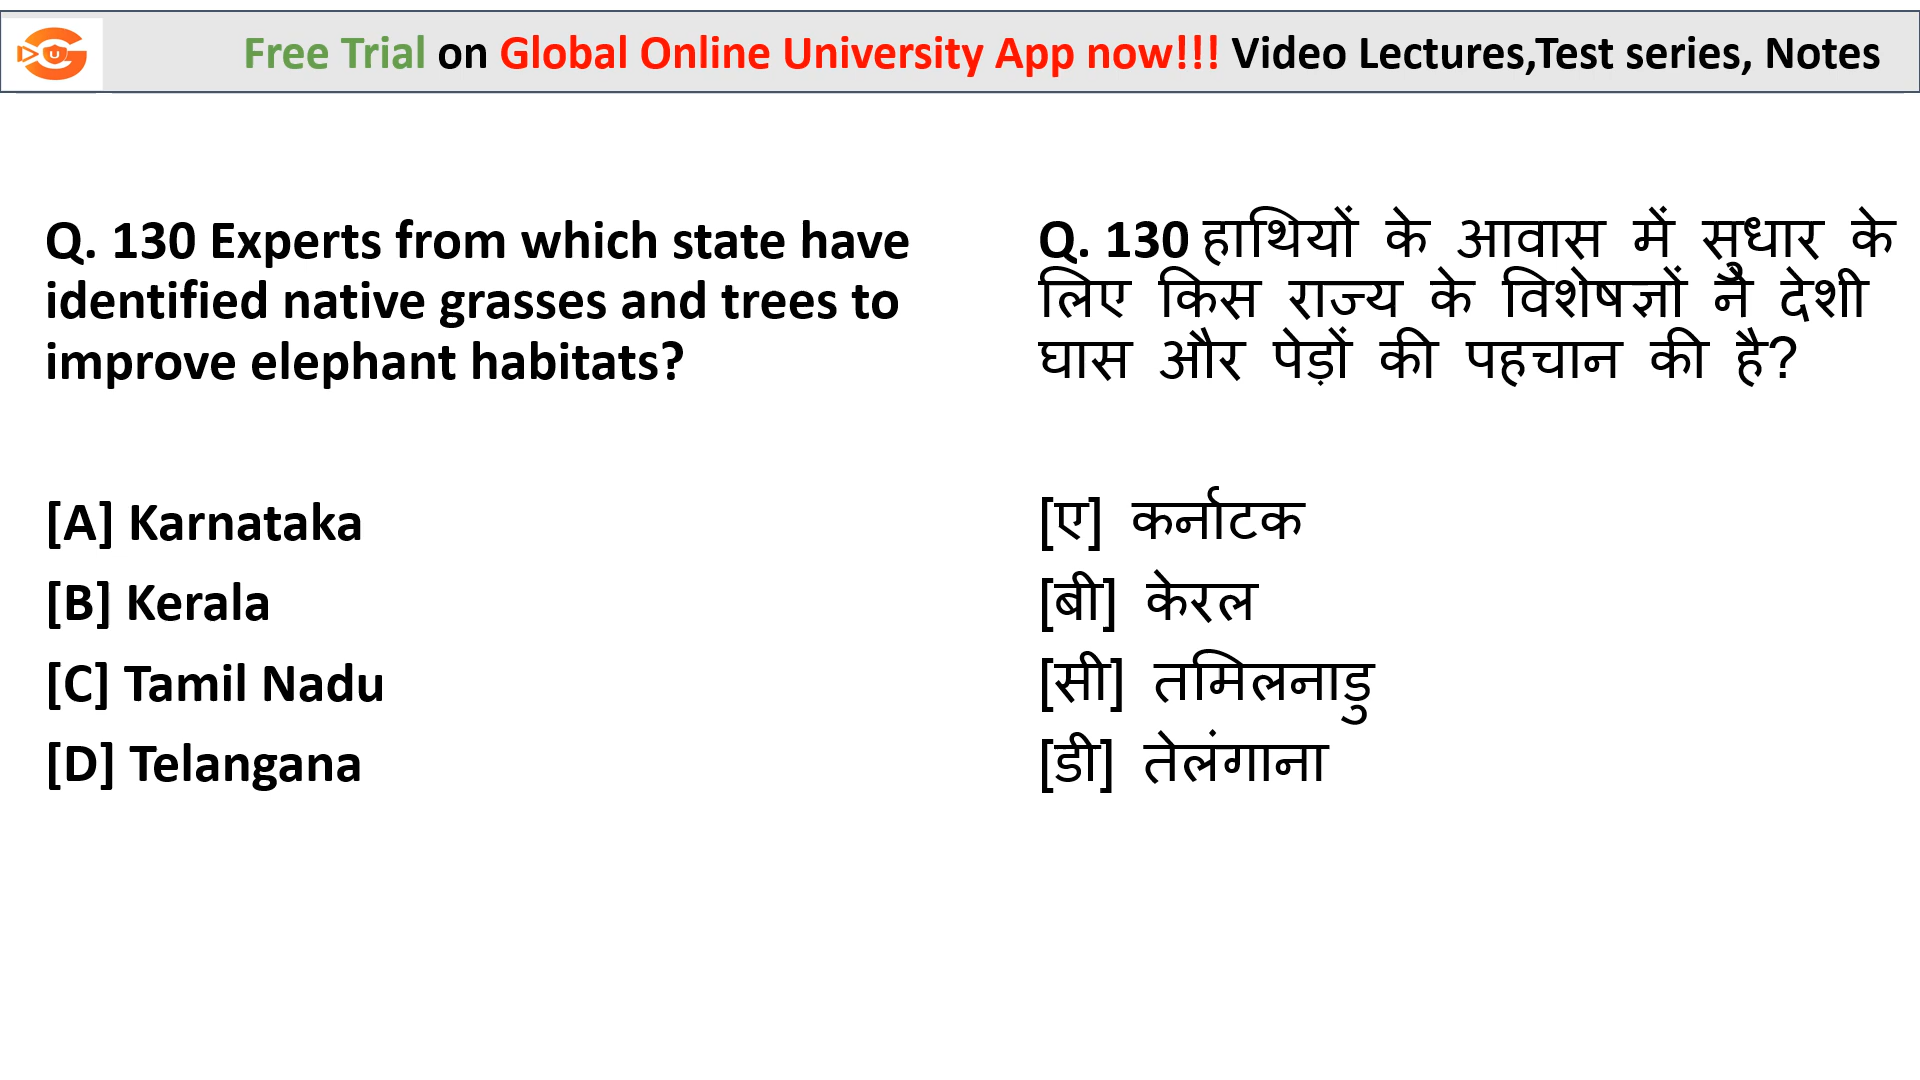 Free Trial on Global Online University App now!!! Video Lectures,Test series, Notes
Q. 130 Experts from which state have
identified native grasses and trees to
improve elephant habitats?
[A] Karnataka
[B] Kerala
[C] Tamil Nadu
[D] Telangana
Q. 130 हाथियों के आवास में सुधार के
लिए किस राज्य के विशेषज्ञों ने देशी
घास और पेड़ों की पहचान की है?
[ए] कर्नाटक
[बी] केरल
[सी] तमिलनाडु
[डी] तेलंगाना